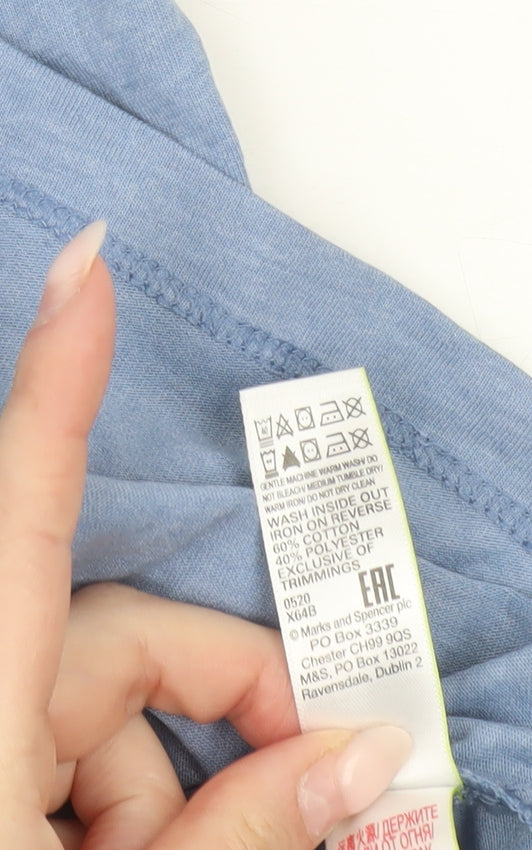 GENTLE MACHINE WARM WASH/ DO
NOT BLEACH/ MEDIUM TUMBLE DRY/
WARM IRON/ DO NOT DRY CLEAN
WASH INSIDE OUT
IRON ON REVERSE
60% COTTON
40% POLYESTER
EXCLUSIVE OF
TRIMMINGS
0520
X64B
EAC
© Marks and Spencer plc
PO Box 3339
Chester CH99 9QS
M&S, PO Box 13022
Ravensdale, Dublin 2
火源/ ДЕРЖИТЕ
ОТ ОГНЯ/